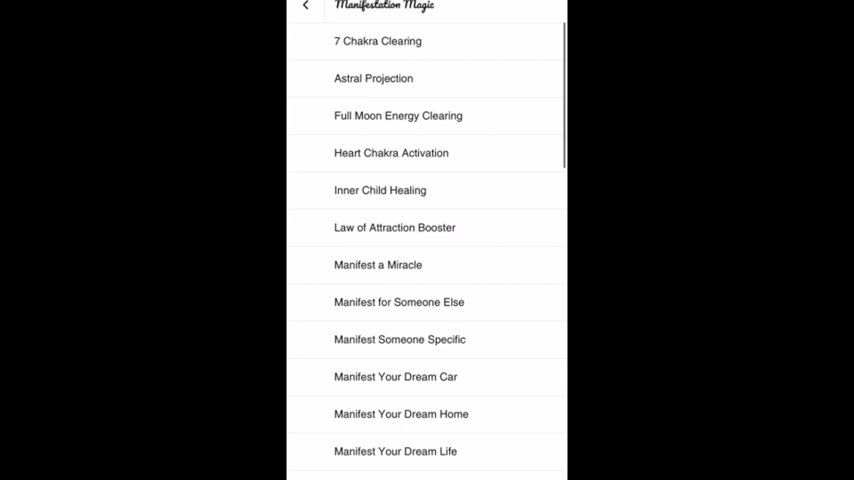 Manifestation Magic
7 Chakra Clearing
Astral Projection
Full Moon Energy Clearing
Heart Chakra Activation
Inner Child Healing
Law of Attraction Booster
Manifest a Miracle
Manifest for Someone Else
Manifest Someone Specific
Manifest Your Dream Car
Manifest Your Dream Home
Manifest Your Dream Life